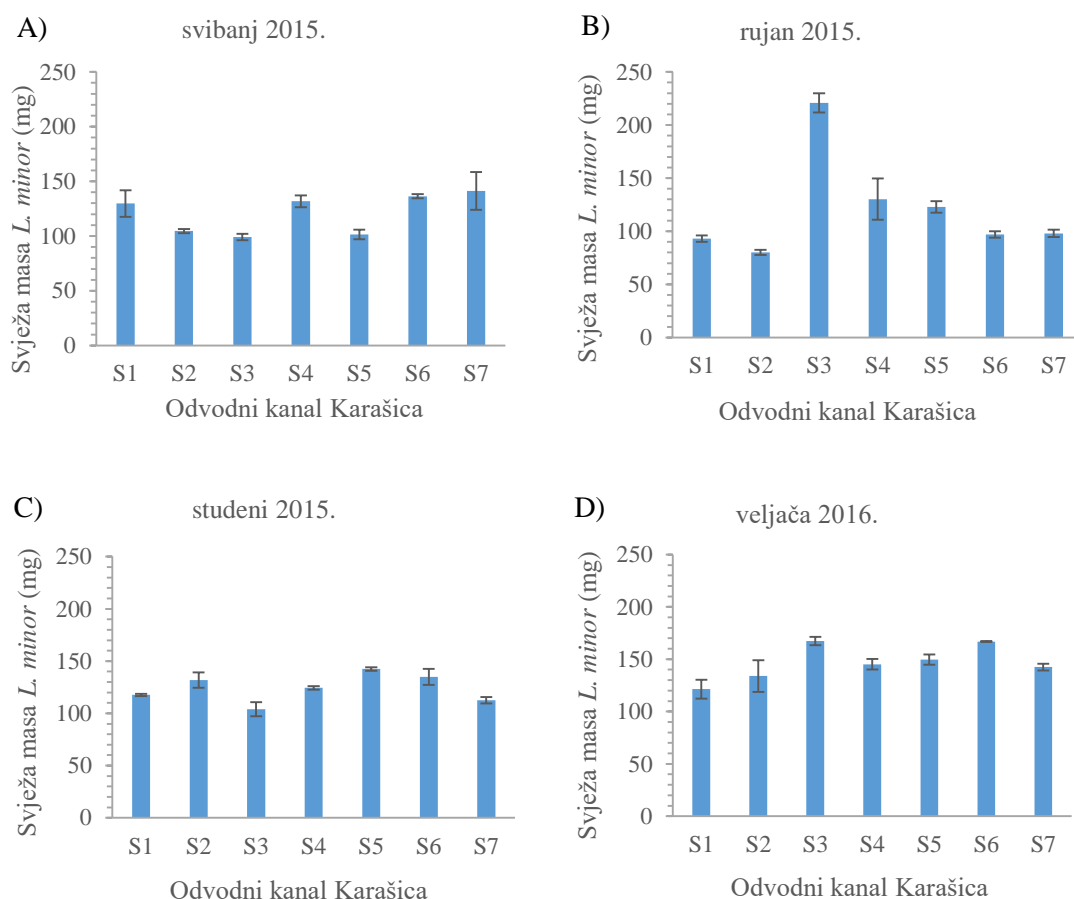 A)
svibanj 2015.
Svježa masa L. minor (mg)
250
200
150
100
50
0
S1 S2 S3 S4 S5 S6 S7
Odvodni kanal Karašica
B)
rujan 2015.
Svježa masa L. minor (mg)
250
200
150
100
50
0
S1 S2 S3 S4 S5 S6 S7
Odvodni kanal Karašica
C)
studeni 2015.
Svježa masa L. minor (mg)
250
200
150
100
50
0
S1 S2 S3 S4 S5 S6 S7
Odvodni kanal Karašica
D)
veljača 2016.
Svježa masa L. minor (mg)
250
200
150
100
50
0
S1 S2 S3 S4 S5 S6 S7
Odvodni kanal Karašica